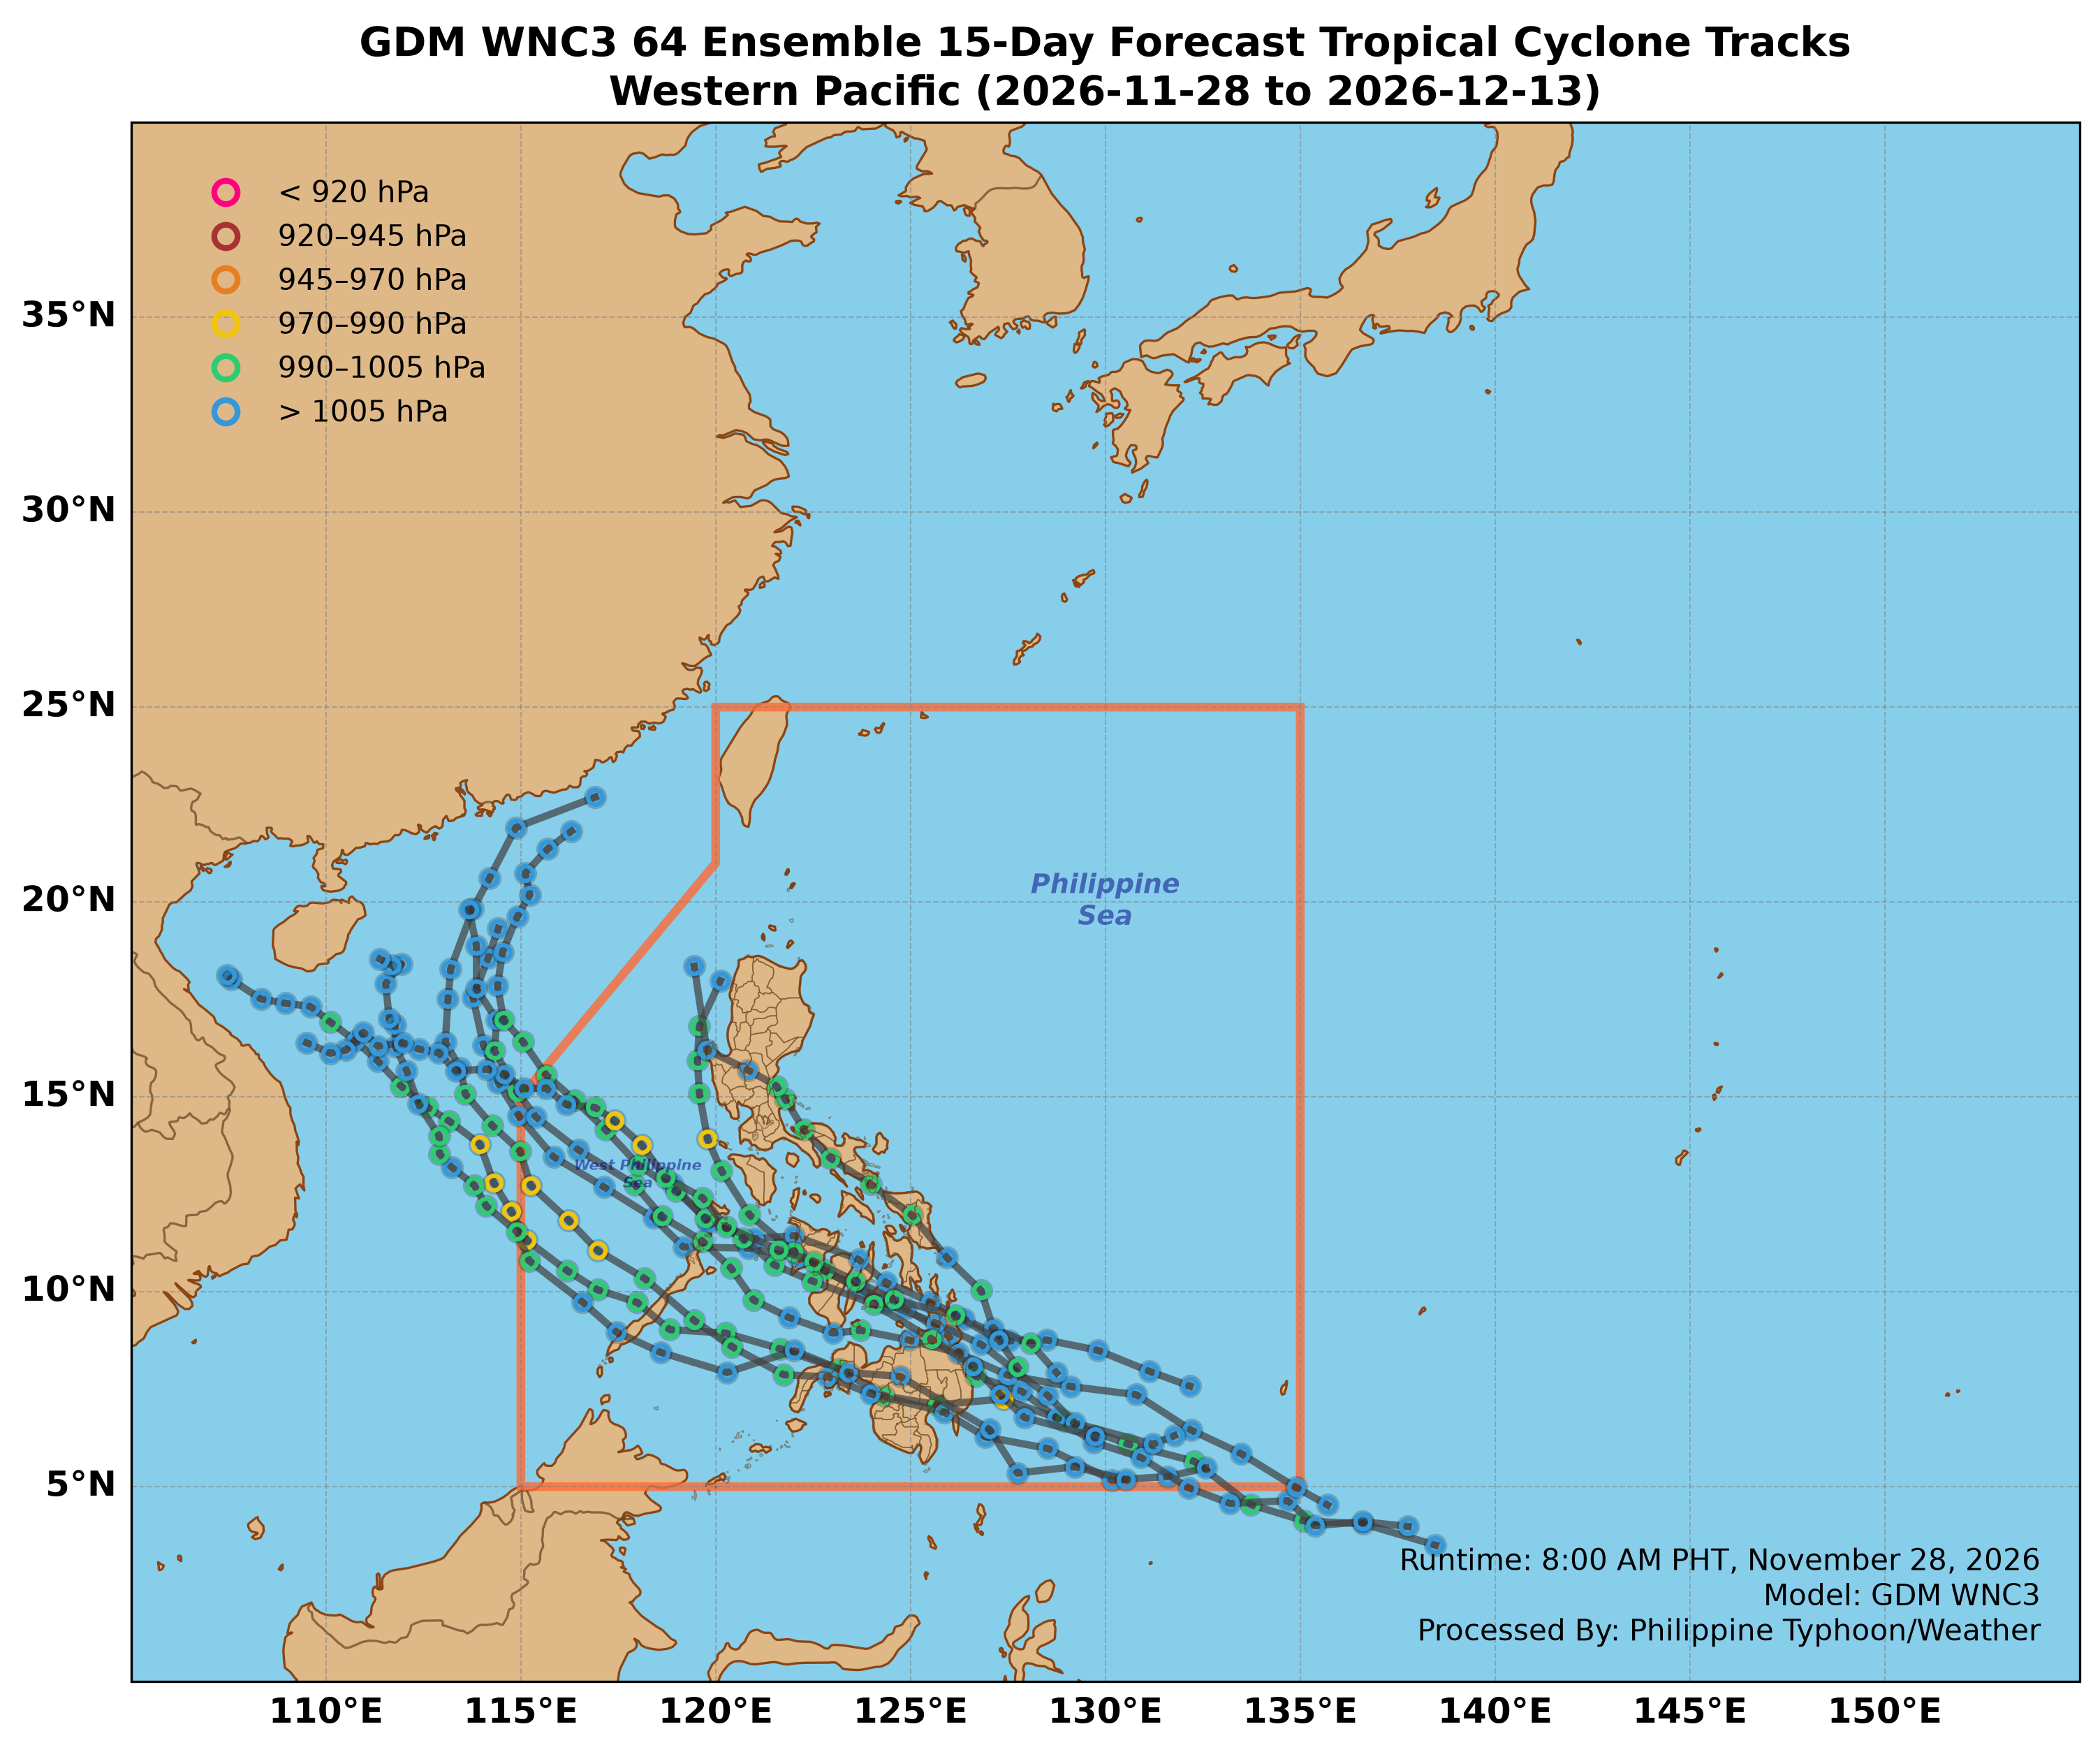 GDM WNC3 64 Ensemble 15-Day Forecast Tropical Cyclone Tracks
Western Pacific (2026-11-28 to 2026-12-13)
< 920 hPa
920–945 hPa
945–970 hPa
970–990 hPa
990–1005 hPa
> 1005 hPa
35°N
30°N
25°N
20°N
15°N
10°N
5°N
Philippine
Sea
West Philippine
Sea
Runtime: 8:00 AM PHT, November 28, 2026
Model: GDM WNC3
Processed By: Philippine Typhoon/Weather
110°E
115°E
120°E
125°E
130°E
135°E
140°E
145°E
150°E